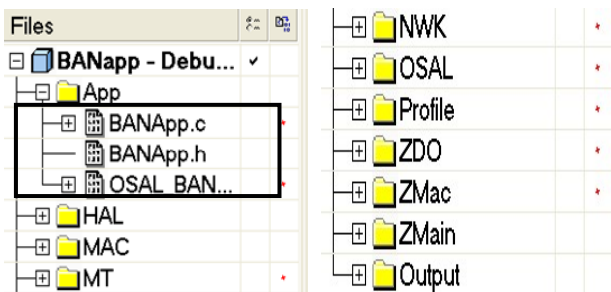 Files
BANapp - Debu...
App
BANApp.c
BANApp.h
OSAL_BAN...
HAL
MAC
MT
NWK
OSAL
Profile
ZDO
ZMac
ZMain
Output